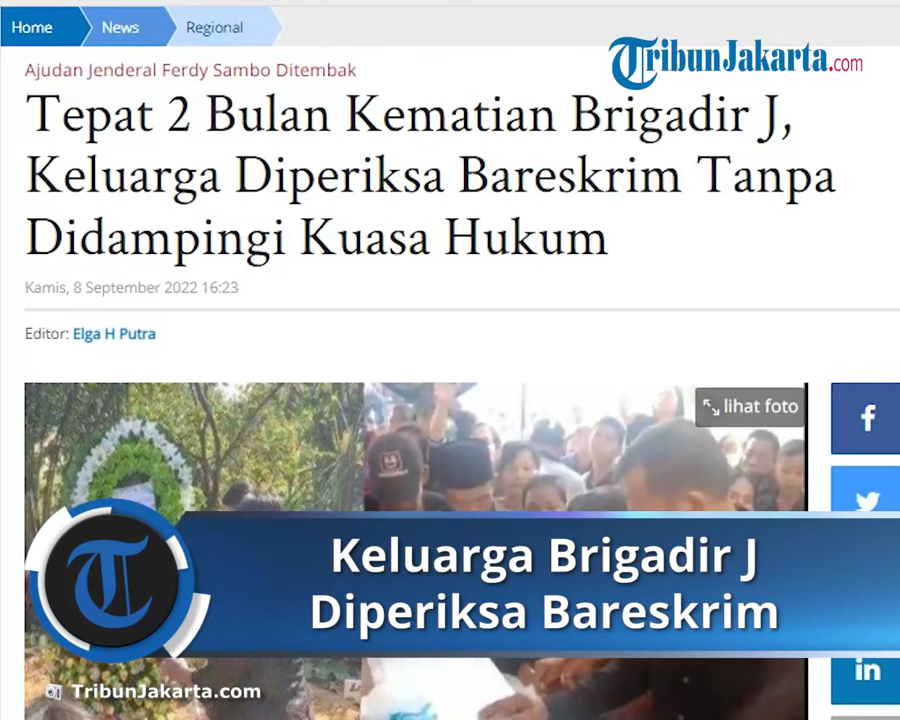 Home News Regional
TribunJakarta.com
Ajudan Jenderal Ferdy Sambo Ditembak
Tepat 2 Bulan Kematian Brigadir J,
Keluarga Diperiksa Bareskrim Tanpa
Didampingi Kuasa Hukum
Kamis, 8 September 2022 16:23
Editor: Elga H Putra
lihat foto
f
Keluarga Brigadir J
Diperiksa Bareskrim
T
in
TribunJakarta.com